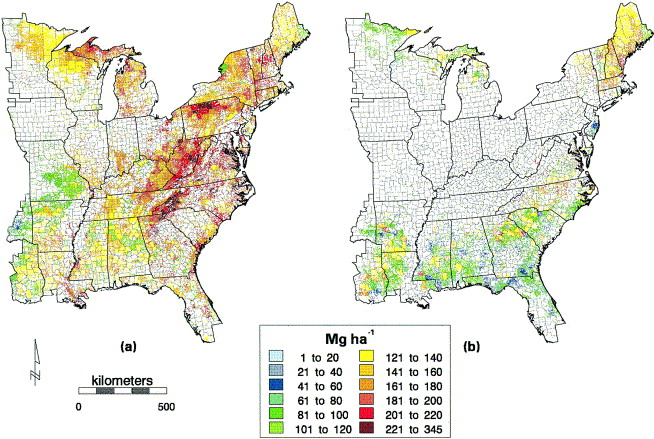 (a)
(b)
kilometers
0 500
Mg ha⁻¹
1 to 20
21 to 40
41 to 60
61 to 80
81 to 100
101 to 120
121 to 140
141 to 160
161 to 180
181 to 200
201 to 220
221 to 345